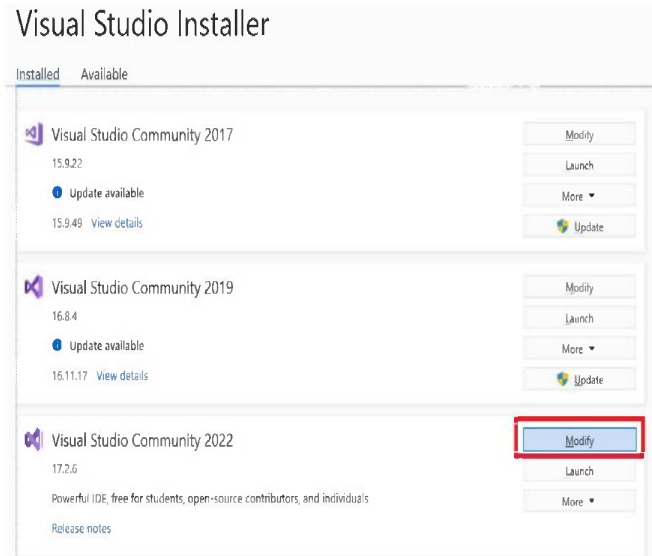 Visual Studio Installer
Installed Available
Visual Studio Community 2017
Modify
15.9.22
Launch
Update available
More
15.9.49 View details
Update
Visual Studio Community 2019
Modify
16.8.4
Launch
Update available
More
16.11.17 View details
Update
Visual Studio Community 2022
Modify
17.2.6
Launch
Powerful IDE, free for students, open-source contributors, and individuals
More
Release notes